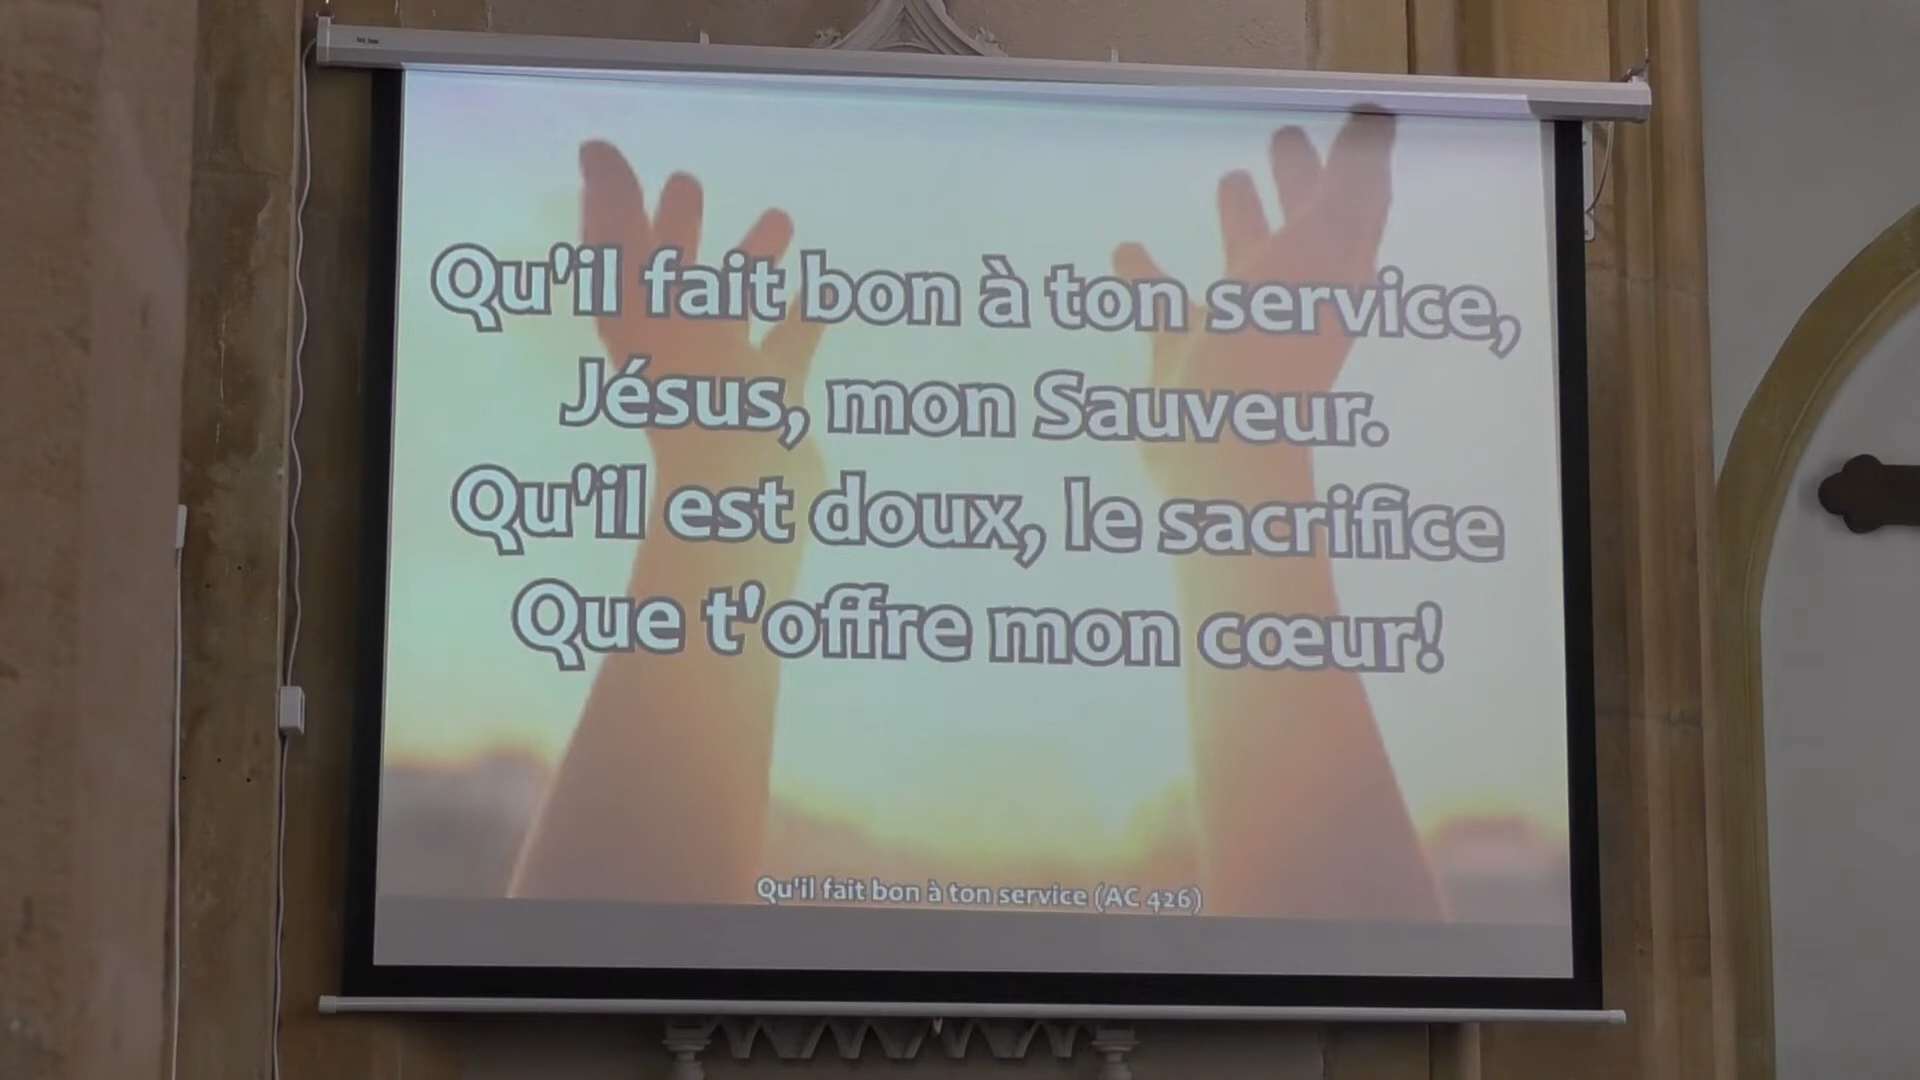 Qu'il fait bon à ton service,
Jésus, mon Sauveur.
Qu'il est doux, le sacrifice
Que t'offre mon cœur!
Qu'il fait bon à ton service (AC 426)